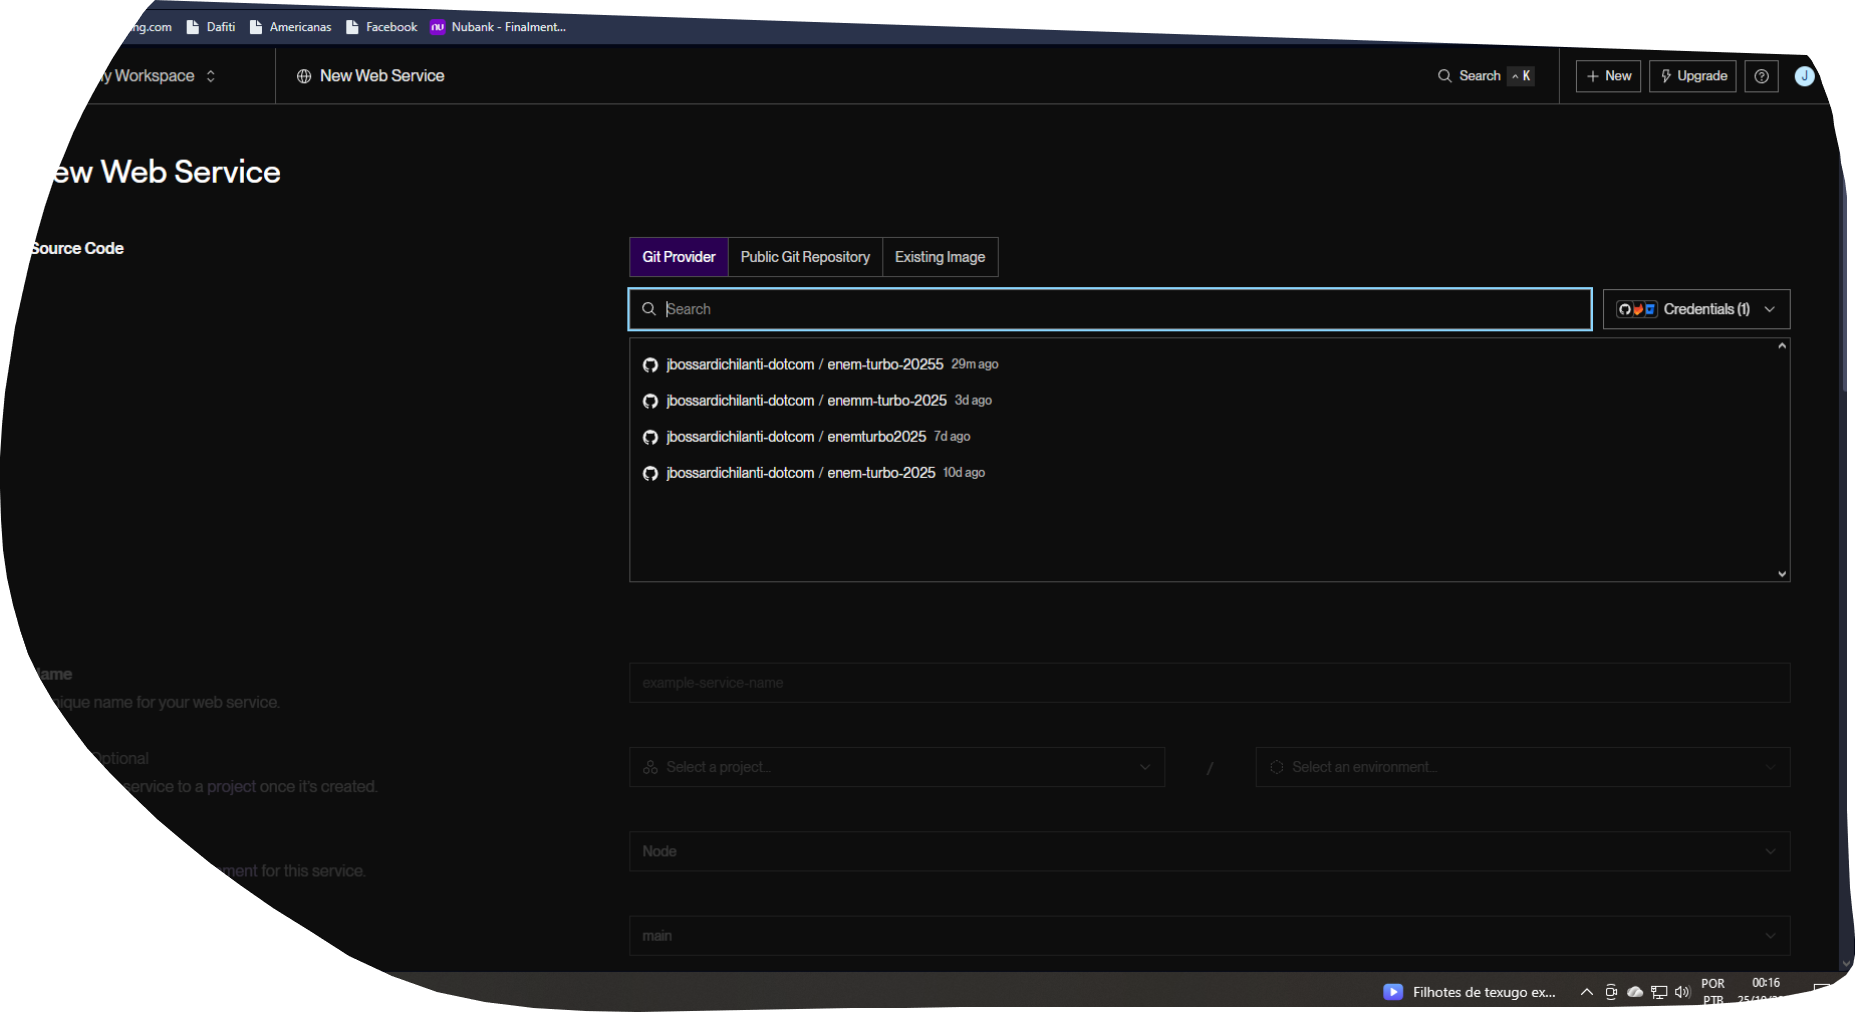 ng.com Dafiti Americanas Facebook nu Nubank - Finalment...
y Workspace New Web Service Search K + New Upgrade J
ew Web Service
Source Code
Git Provider Public Git Repository Existing Image
Search Credentials (1)
jbossardichilanti-dotcom / enem-turbo-20255 29m ago
jbossardichilanti-dotcom / enemm-turbo-2025 3d ago
jbossardichilanti-dotcom / enemturbo2025 7d ago
jbossardichilanti-dotcom / enem-turbo-2025 10d ago
ame
example-service-name
nique name for your web service.
Optional
Select a project... / Select an environment...
service to a project once it's created.
Node
ment for this service.
main
Filhotes de texugo ex... POR 00:16
PTB